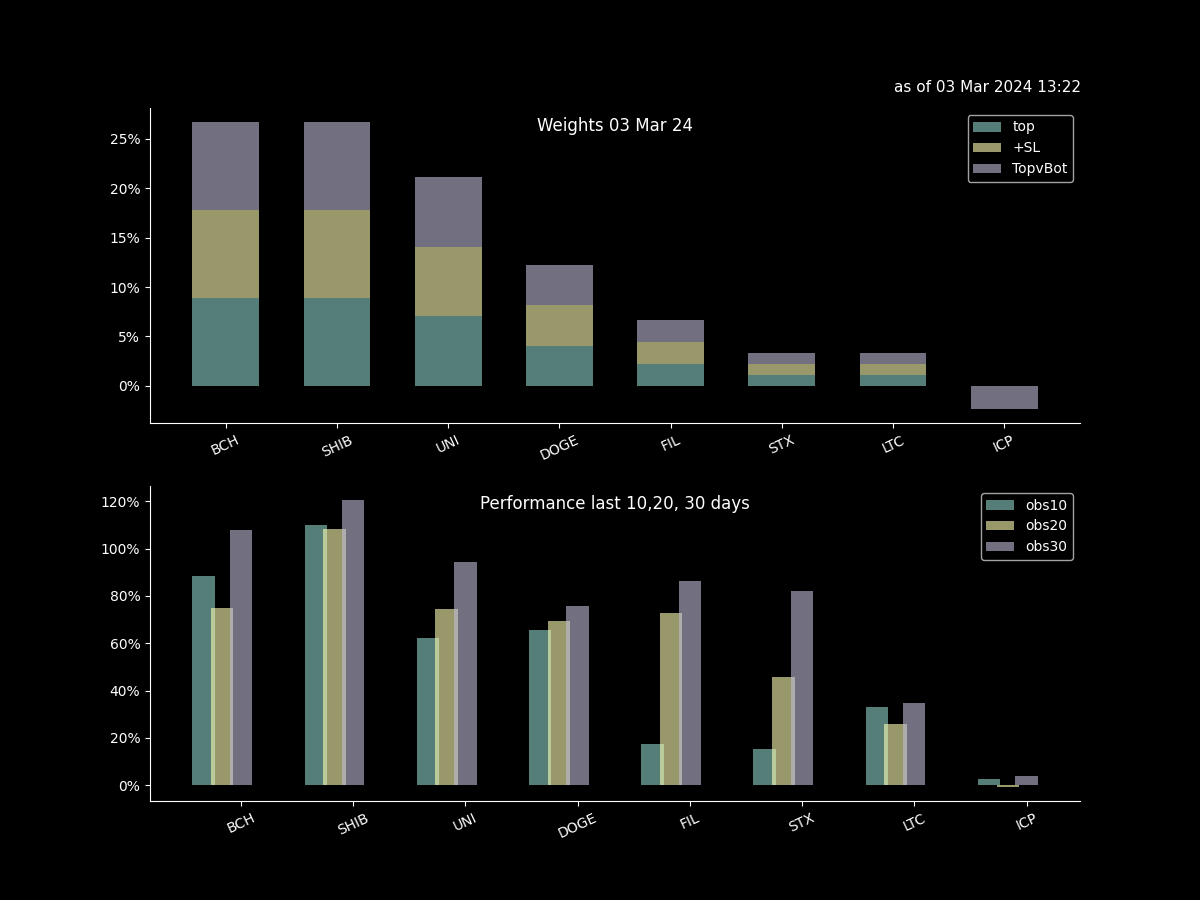 as of 03 Mar 2024 13:22
Weights 03 Mar 24
top
+SL
TopvBot
25%
20%
15%
10%
5%
0%
BCH SHIB UNI DOGE FIL STX LTC ICP
Performance last 10,20, 30 days
obs10
obs20
obs30
120%
100%
80%
60%
40%
20%
0%
BCH SHIB UNI DOGE FIL STX LTC ICP